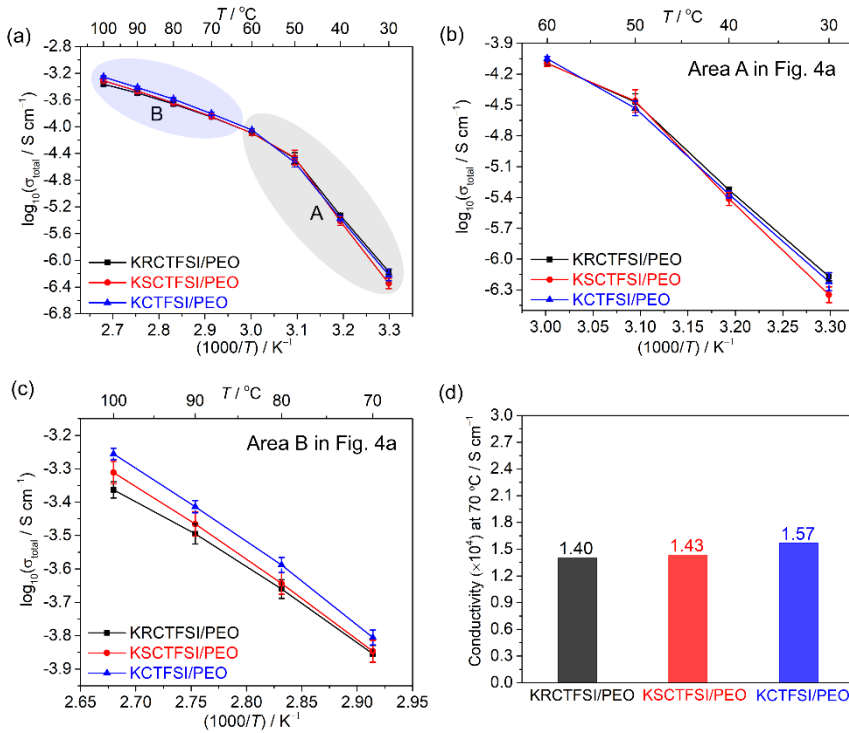 (a)
T / °C
100 90 80 70 60 50 40 30
log₁₀(σtotal / S cm⁻¹)
-2.8
-3.2
-3.6
-4.0
-4.4
-4.8
-5.2
-5.6
-6.0
-6.4
-6.8
B
A
KRCTFSI/PEO
KSCTFSI/PEO
KCTFSI/PEO
2.7 2.8 2.9 3.0 3.1 3.2 3.3
(1000/T) / K⁻¹
(b)
T / °C
60 50 40 30
log₁₀(σtotal / S cm⁻¹)
-3.9
-4.2
-4.5
-4.8
-5.1
-5.4
-5.7
-6.0
-6.3
Area A in Fig. 4a
KRCTFSI/PEO
KSCTFSI/PEO
KCTFSI/PEO
3.00 3.05 3.10 3.15 3.20 3.25 3.30
(1000/T) / K⁻¹
(c)
T / °C
100 90 80 70
log₁₀(σtotal / S cm⁻¹)
-3.2
-3.3
-3.4
-3.5
-3.6
-3.7
-3.8
-3.9
Area B in Fig. 4a
KRCTFSI/PEO
KSCTFSI/PEO
KCTFSI/PEO
2.65 2.70 2.75 2.80 2.85 2.90 2.95
(1000/T) / K⁻¹
(d)
Conductivity (×10⁴) at 70 °C / S cm⁻¹
3.0
2.7
2.4
2.1
1.8
1.5
1.2
0.9
0.6
0.3
0.0
1.40
1.43
1.57
KRCTFSI/PEO KSCTFSI/PEO KCTFSI/PEO